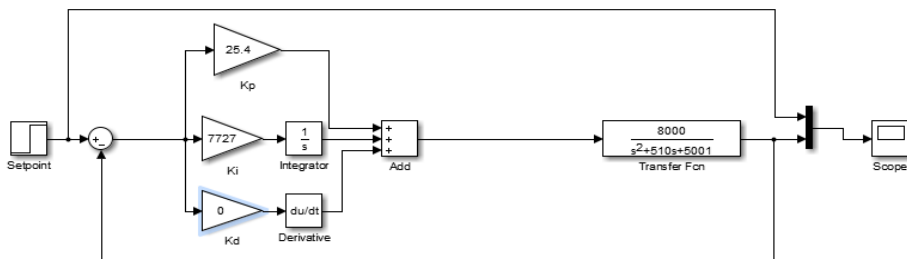 25.4
Kp
Setpoint
+
−
7727
Ki
1
s
Integrator
+
+
+
Add
8000
s²+510s+5001
Transfer Fcn
Scope
0
Kd
du/dt
Derivative